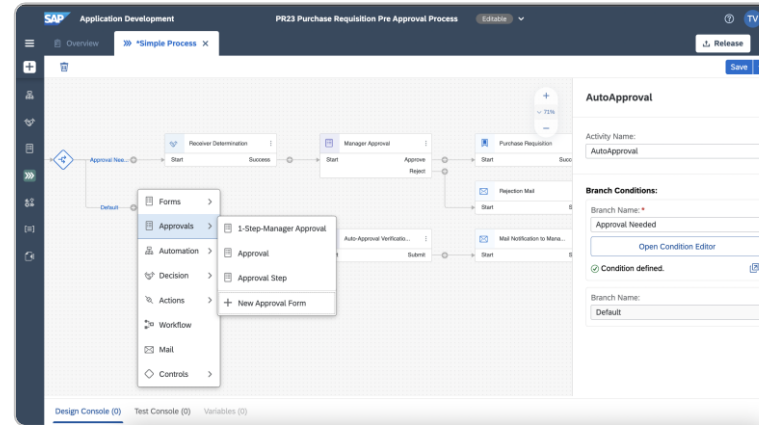 SAP Application Development PR23 Purchase Requisition Pre Approval Process Editable TV
Overview *Simple Process Release
Save
71%
AutoApproval
Activity Name:
AutoApproval
Branch Conditions:
Branch Name:*
Approval Needed
Open Condition Editor
Condition defined.
Branch Name:
Default
Approval Nee...
Receiver Determination
Start Success
Manager Approval
Start Approve
Reject
Purchase Requisition
Start Succ
Rejection Mail
Start S
Default
Auto-Approval Verificatio...
Submit
Mail Notification to Mana...
Start S
Forms
Approvals
Automation
Decision
Actions
Workflow
Mail
Controls
1-Step-Manager Approval
Approval
Approval Step
New Approval Form
Design Console (0) Test Console (0) Variables (0)